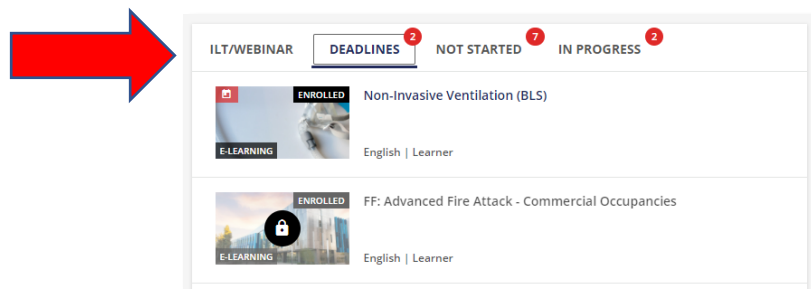 ILT/WEBINAR DEADLINES 2 NOT STARTED 7 IN PROGRESS 2
ENROLLED Non-Invasive Ventilation (BLS)
E-LEARNING English | Learner
ENROLLED FF: Advanced Fire Attack - Commercial Occupancies
E-LEARNING English | Learner